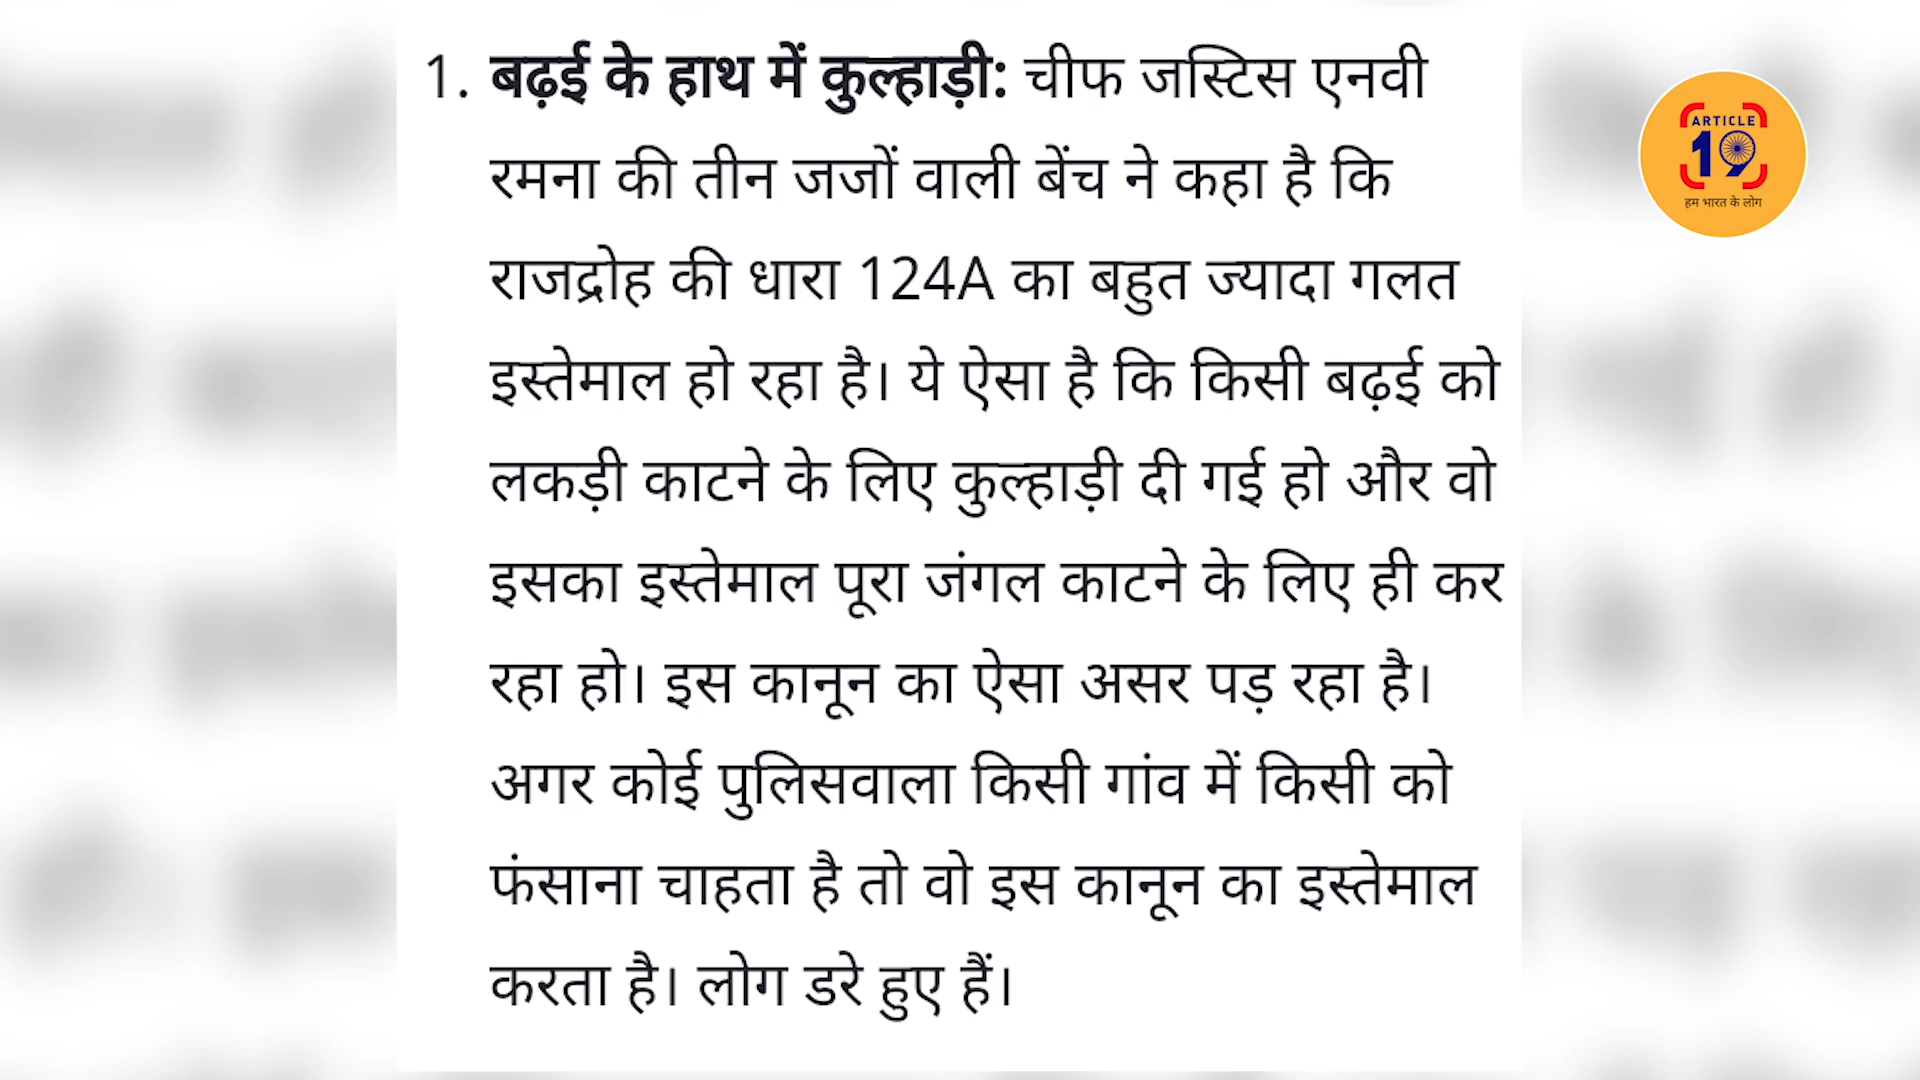 1. बढ़ई के हाथ में कुल्हाड़ी: चीफ जस्टिस एनवी
रमना की तीन जजों वाली बेंच ने कहा है कि
राजद्रोह की धारा 124A का बहुत ज्यादा गलत
इस्तेमाल हो रहा है। ये ऐसा है कि किसी बढ़ई को
लकड़ी काटने के लिए कुल्हाड़ी दी गई हो और वो
इसका इस्तेमाल पूरा जंगल काटने के लिए ही कर
रहा हो। इस कानून का ऐसा असर पड़ रहा है।
अगर कोई पुलिसवाला किसी गांव में किसी को
फंसाना चाहता है तो वो इस कानून का इस्तेमाल
करता है। लोग डरे हुए हैं।
ARTICLE
19
हम भारत के लोग